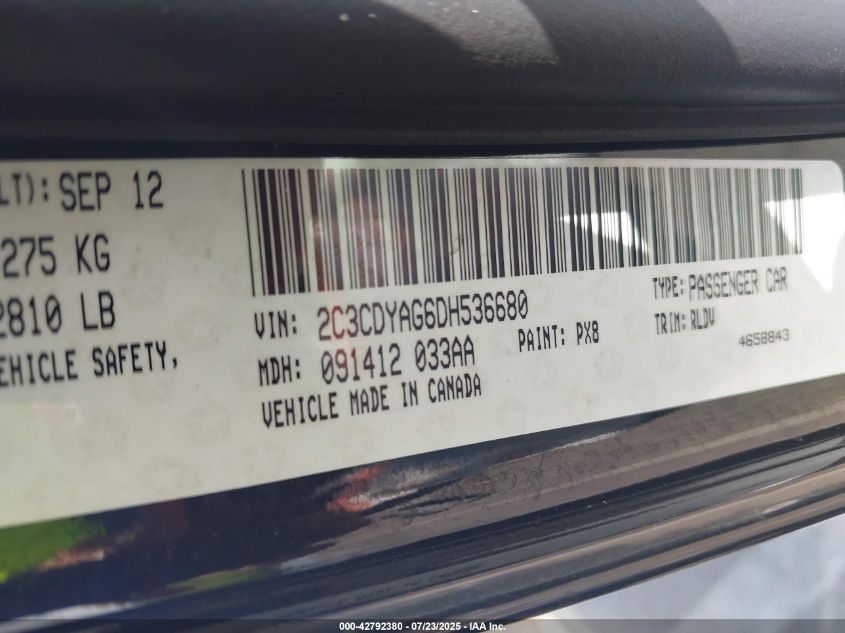 LT): SEP 12
275 KG
2810 LB
EHICLE SAFETY,
VIN: 2C3CDYAG6DH536680
TYPE: PASSENGER CAR
MDH: 091412 033AA
PAINT: PX8
TRIM: RLDV
VEHICLE MADE IN CANADA
4658843
000-42792380 - 07/23/2025 - Copyright IAA, Inc.